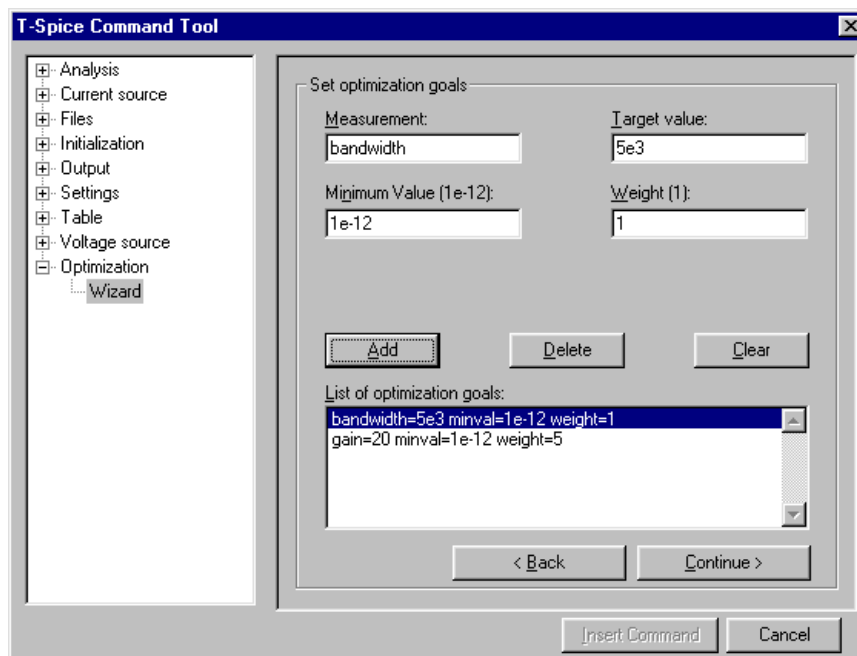 T-Spice Command Tool
Analysis
Current source
Files
Initialization
Output
Settings
Table
Voltage source
Optimization
Wizard
Set optimization goals
Measurement: Target value:
bandwidth 5e3
Minimum Value (1e-12): Weight (1):
1e-12 1
Add Delete Clear
List of optimization goals:
bandwidth=5e3 minval=1e-12 weight=1
gain=20 minval=1e-12 weight=5
< Back Continue >
Insert Command Cancel